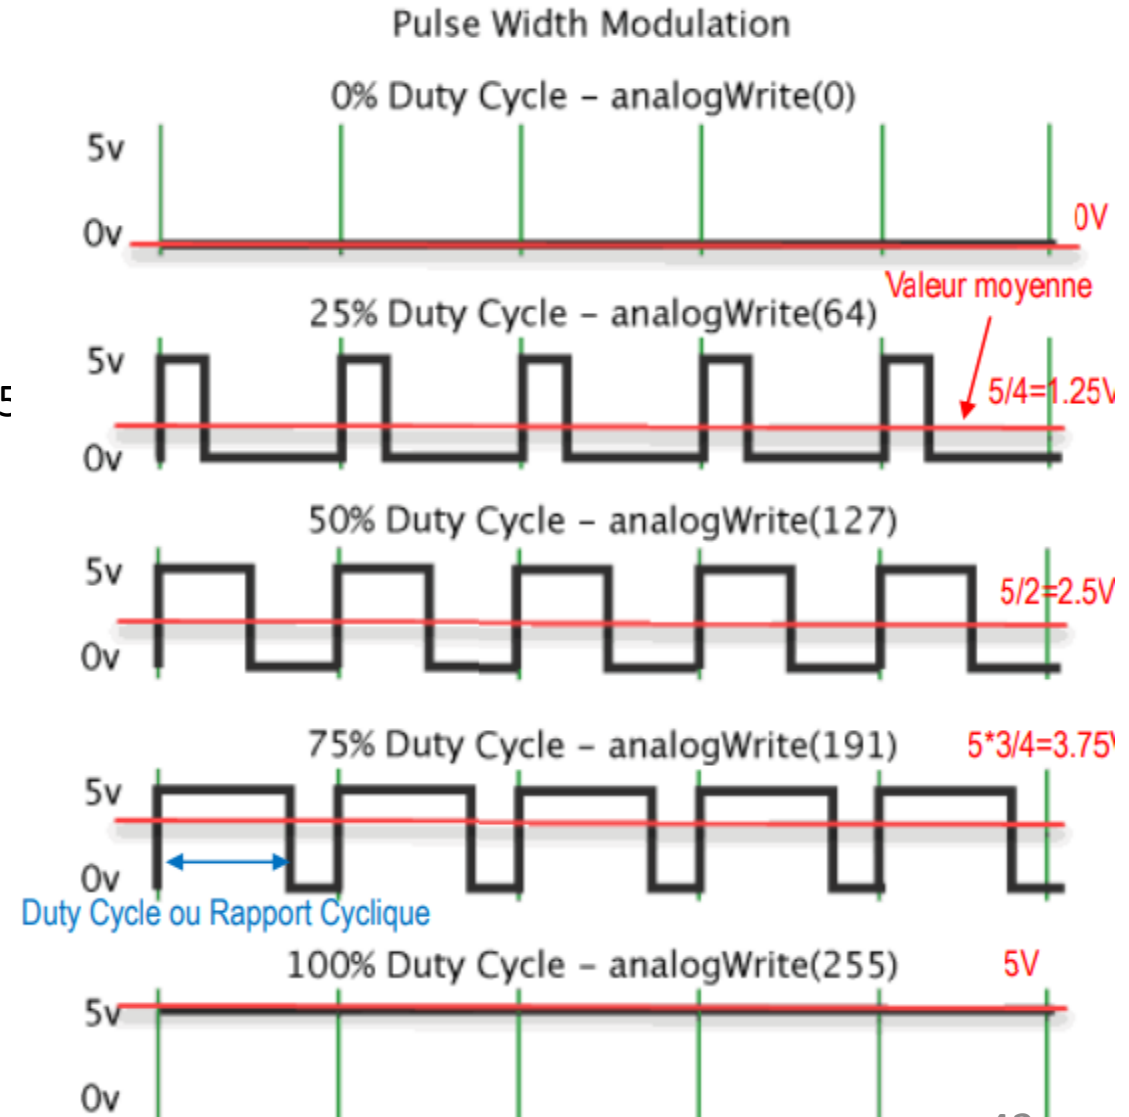 Pulse Width Modulation
0% Duty Cycle – analogWrite(0)
5v
0v
0V
Valeur moyenne
25% Duty Cycle – analogWrite(64)
5v
5/4=1.25V
0v
50% Duty Cycle – analogWrite(127)
5v
5/2=2.5V
0v
75% Duty Cycle – analogWrite(191)
5*3/4=3.75V
5v
0v
Duty Cycle ou Rapport Cyclique
100% Duty Cycle – analogWrite(255)
5V
5v
0v